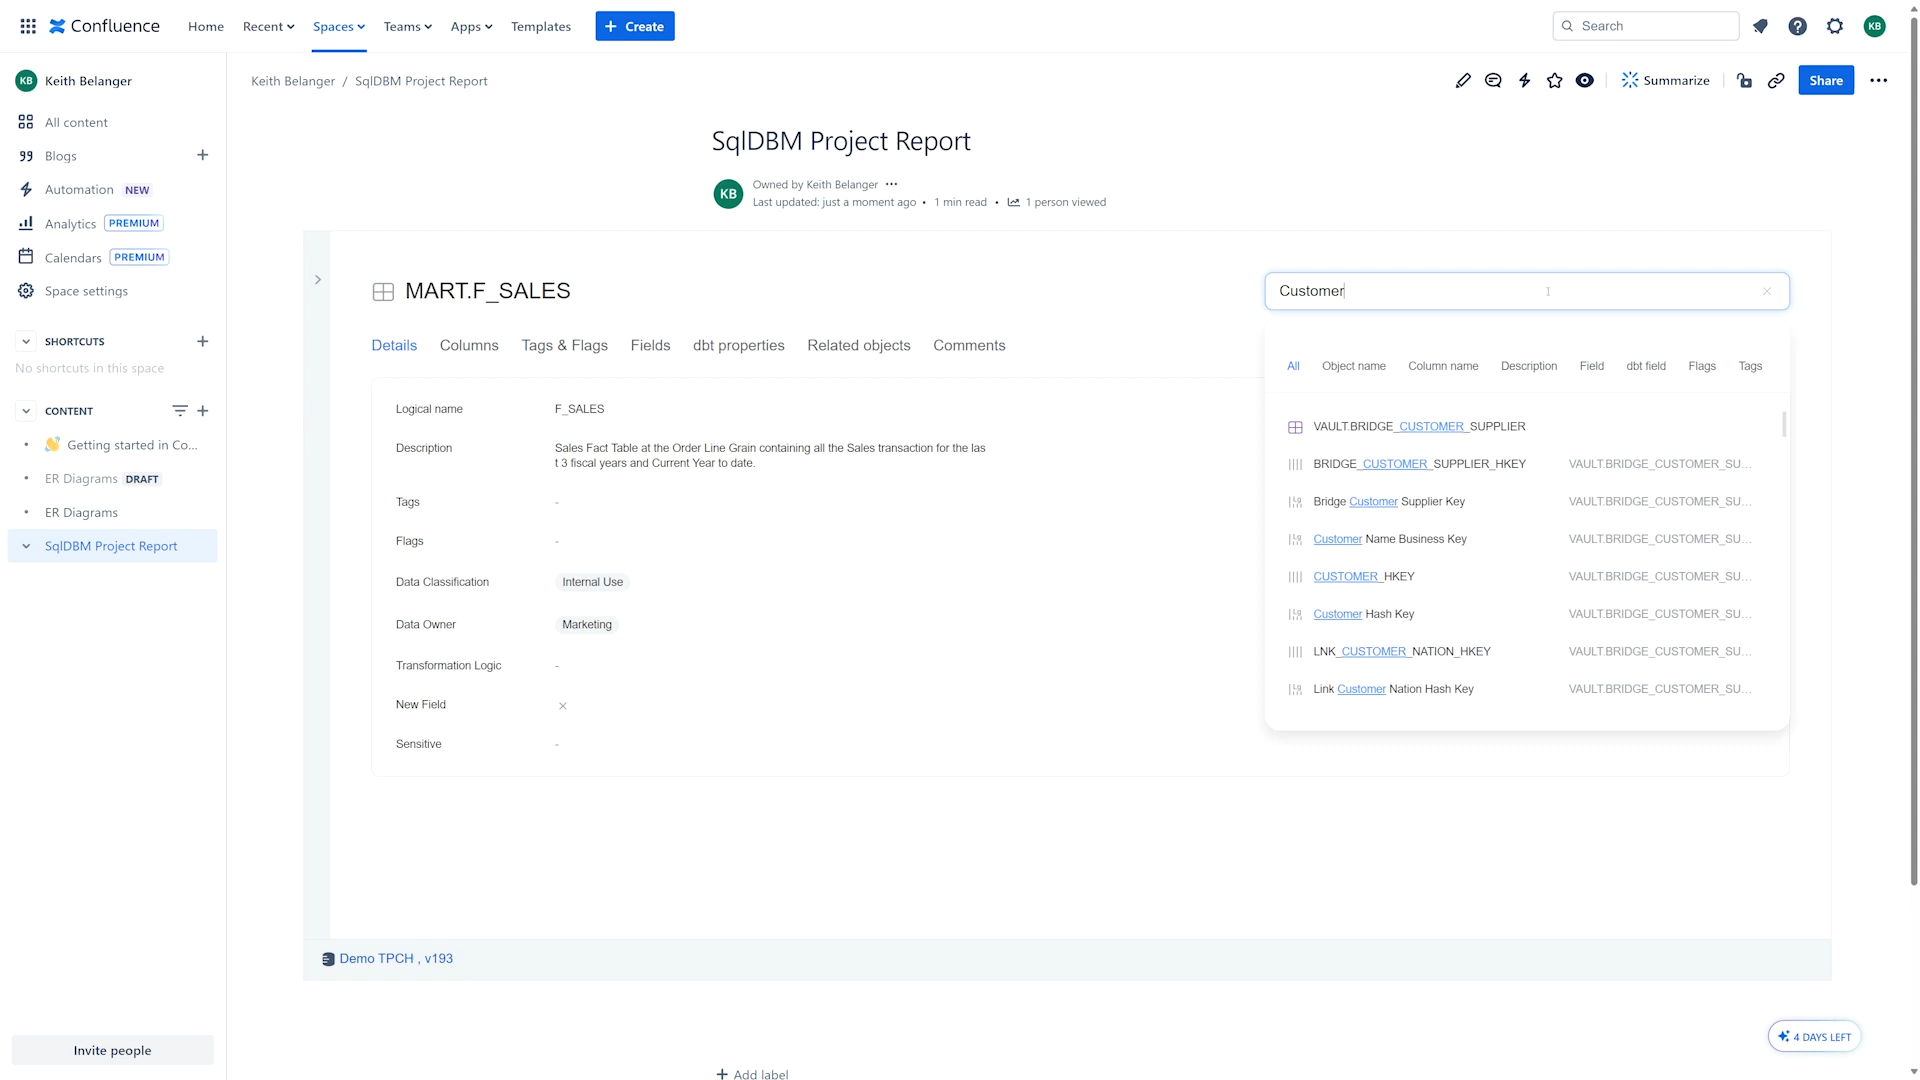 Confluence
Home
Recent
Spaces
Teams
Apps
Templates
+ Create
Search
KB
KB Keith Belanger
All content
Blogs
Automation NEW
Analytics PREMIUM
Calendars PREMIUM
Space settings
SHORTCUTS
No shortcuts in this space
CONTENT
Getting started in Co...
ER Diagrams DRAFT
ER Diagrams
SqlDBM Project Report
Invite people
Keith Belanger / SqlDBM Project Report
Summarize
Share
SqlDBM Project Report
KB
Owned by Keith Belanger
Last updated: just a moment ago • 1 min read • 1 person viewed
MART.F_SALES
Details
Columns
Tags & Flags
Fields
dbt properties
Related objects
Comments
Logical name F_SALES
Description Sales Fact Table at the Order Line Grain containing all the Sales transaction for the las
t 3 fiscal years and Current Year to date.
Tags -
Flags -
Data Classification Internal Use
Data Owner Marketing
Transformation Logic -
New Field
Sensitive -
Customer
All
Object name
Column name
Description
Field
dbt field
Flags
Tags
VAULT.BRIDGE_CUSTOMER_SUPPLIER
BRIDGE_CUSTOMER_SUPPLIER_HKEY VAULT.BRIDGE_CUSTOMER_SU...
Bridge Customer Supplier Key VAULT.BRIDGE_CUSTOMER_SU...
Customer Name Business Key VAULT.BRIDGE_CUSTOMER_SU...
CUSTOMER_HKEY VAULT.BRIDGE_CUSTOMER_SU...
Customer Hash Key VAULT.BRIDGE_CUSTOMER_SU...
LNK_CUSTOMER_NATION_HKEY VAULT.BRIDGE_CUSTOMER_SU...
Link Customer Nation Hash Key VAULT.BRIDGE_CUSTOMER_SU...
Demo TPCH , v193
4 DAYS LEFT
+ Add label